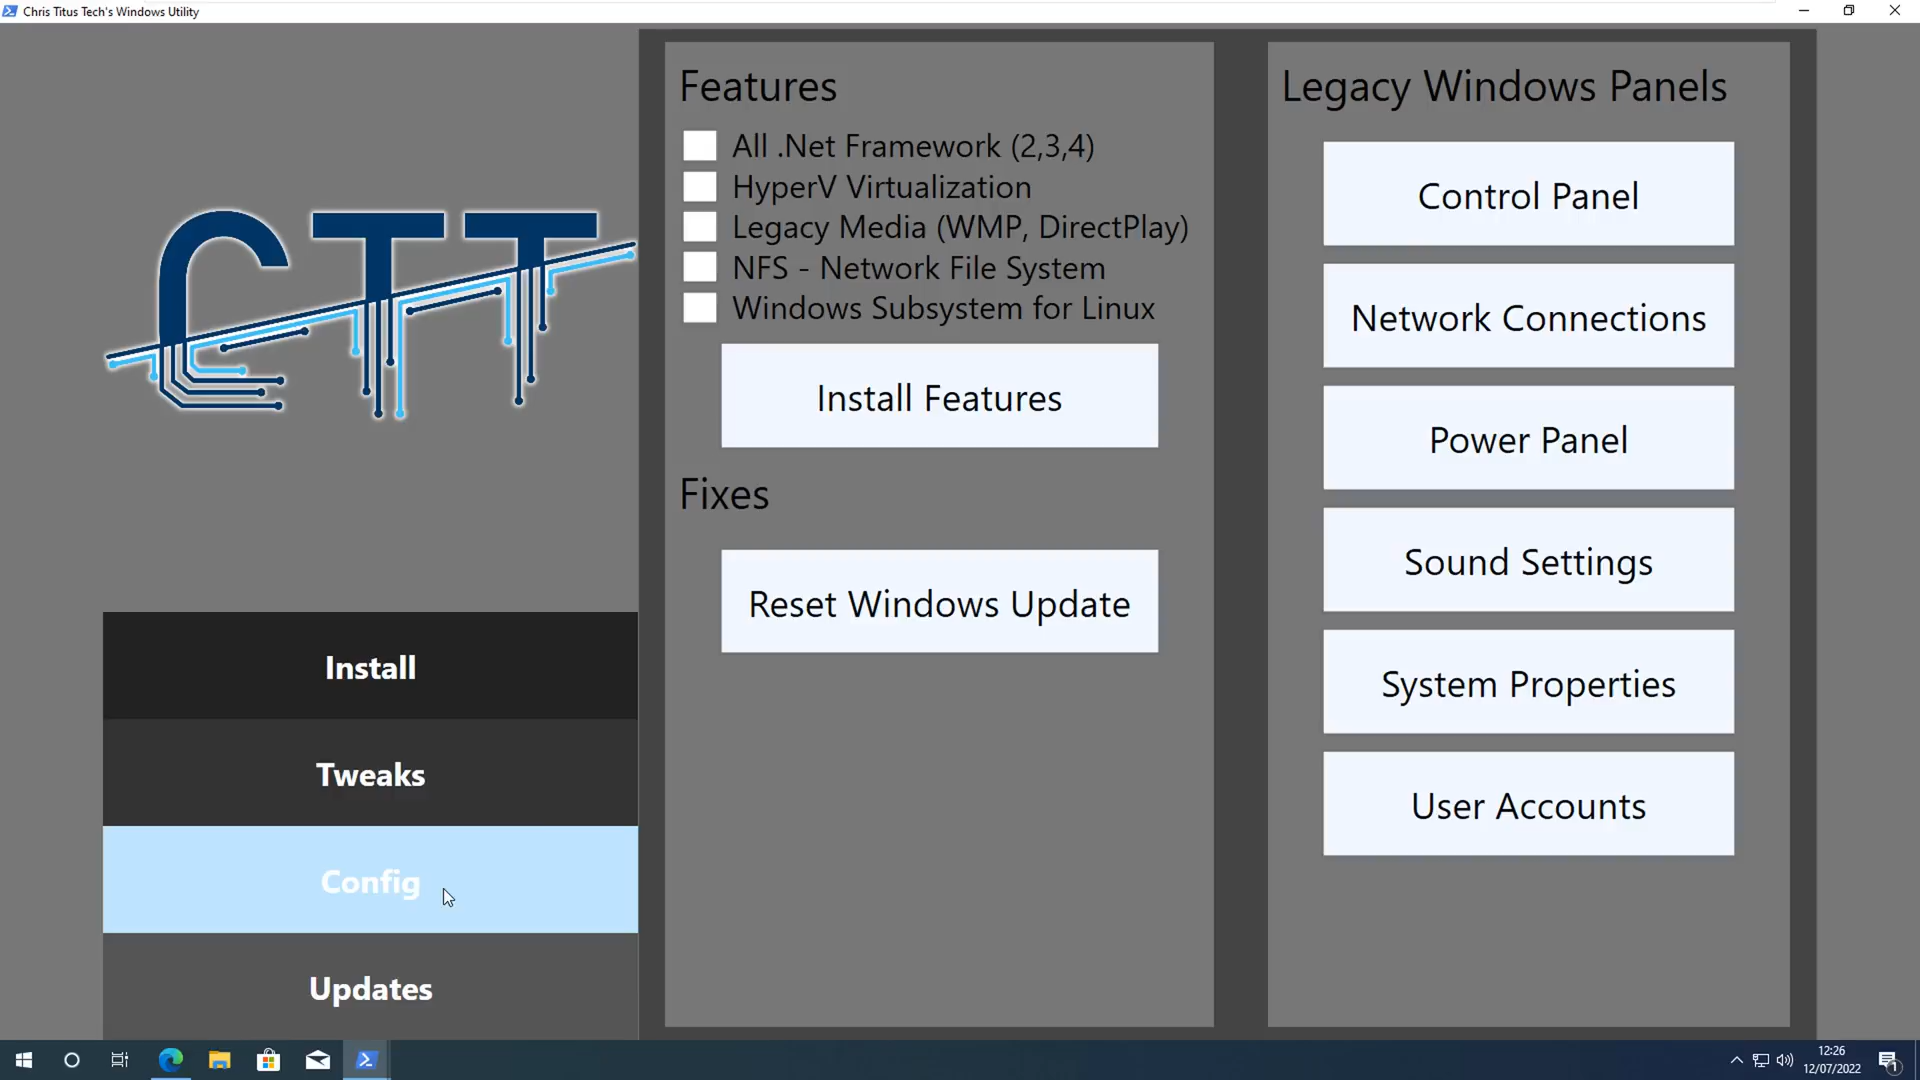 Chris Titus Tech's Windows Utility
CTT
Install
Tweaks
Config
Updates
Features
All .Net Framework (2,3,4)
HyperV Virtualization
Legacy Media (WMP, DirectPlay)
NFS - Network File System
Windows Subsystem for Linux
Install Features
Fixes
Reset Windows Update
Legacy Windows Panels
Control Panel
Network Connections
Power Panel
Sound Settings
System Properties
User Accounts
12:26
12/07/2022
1